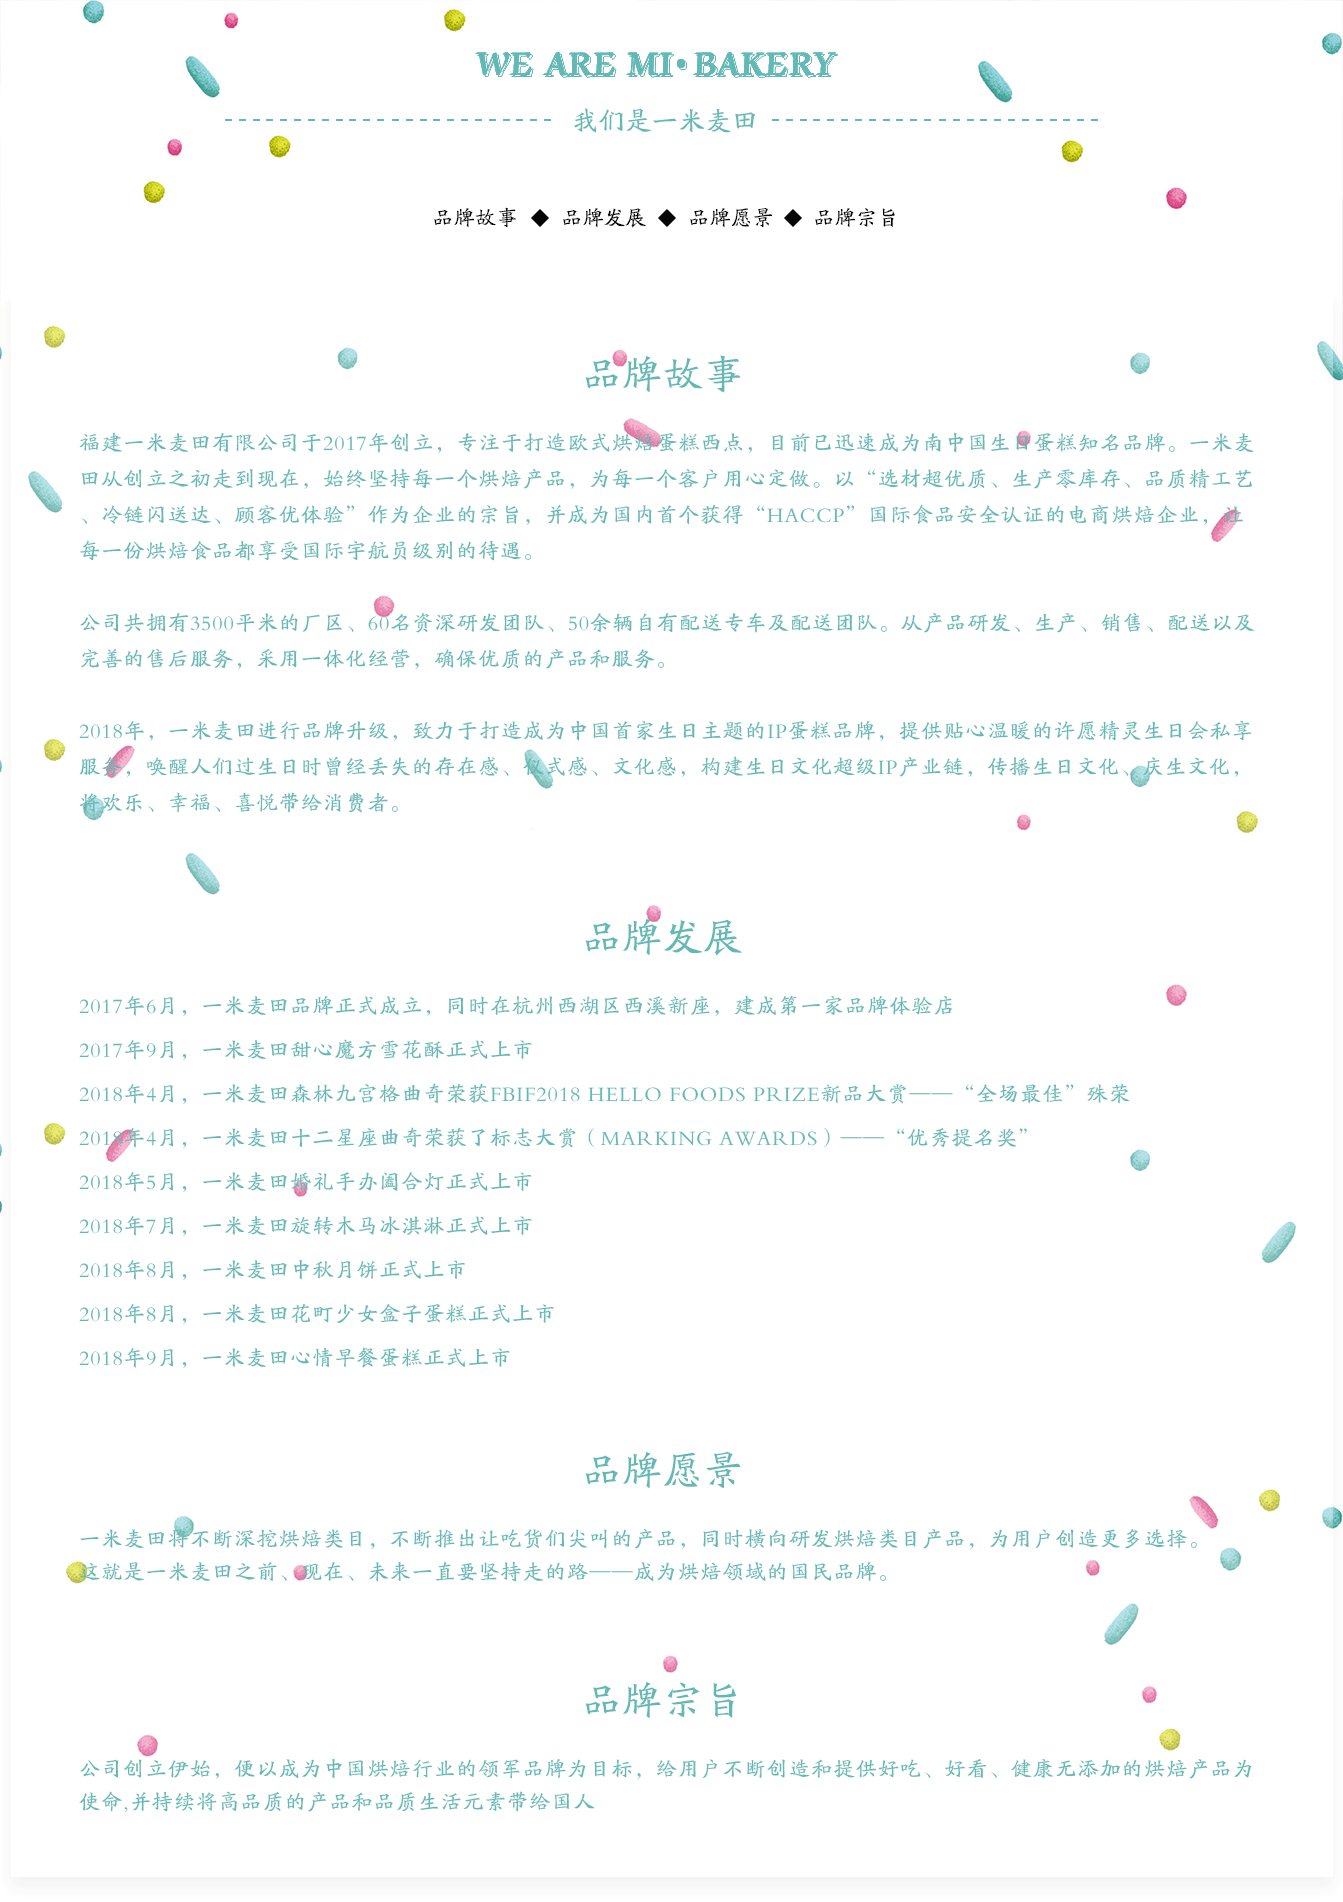 WE ARE MI•BAKERY
我们是一米麦田
品牌故事 ◆ 品牌发展 ◆ 品牌愿景 ◆ 品牌宗旨
品牌故事
福建一米麦田有限公司于2017年创立，专注于打造欧式烘焙蛋糕西点，目前已迅速成为南中国生日蛋糕知名品牌。一米麦
田从创立之初走到现在，始终坚持每一个烘焙产品，为每一个客户用心定做。以“选材超优质、生产零库存、品质精工艺
、冷链闪送达、顾客优体验”作为企业的宗旨，并成为国内首个获得“HACCP”国际食品安全认证的电商烘焙企业，让
每一份烘焙食品都享受国际宇航员级别的待遇。
公司共拥有3500平米的厂区、60名资深研发团队、50余辆自有配送专车及配送团队。从产品研发、生产、销售、配送以及
完善的售后服务，采用一体化经营，确保优质的产品和服务。
2018年，一米麦田进行品牌升级，致力于打造成为中国首家生日主题的IP蛋糕品牌，提供贴心温暖的许愿精灵生日会私享
服务，唤醒人们过生日时曾经丢失的存在感、仪式感、文化感，构建生日文化超级IP产业链，传播生日文化、庆生文化，
将欢乐、幸福、喜悦带给消费者。
品牌发展
2017年6月，一米麦田品牌正式成立，同时在杭州西湖区西溪新座，建成第一家品牌体验店
2017年9月，一米麦田甜心魔方雪花酥正式上市
2018年4月，一米麦田森林九宫格曲奇荣获FBIF2018 HELLO FOODS PRIZE新品大赏——“全场最佳”殊荣
2018年4月，一米麦田十二星座曲奇荣获了标志大赏（MARKING AWARDS）——“优秀提名奖”
2018年5月，一米麦田婚礼手办阖合灯正式上市
2018年7月，一米麦田旋转木马冰淇淋正式上市
2018年8月，一米麦田中秋月饼正式上市
2018年8月，一米麦田花町少女盒子蛋糕正式上市
2018年9月，一米麦田心情早餐蛋糕正式上市
品牌愿景
一米麦田将不断深挖烘焙类目，不断推出让吃货们尖叫的产品，同时横向研发烘焙类目产品，为用户创造更多选择。
这就是一米麦田之前、现在、未来一直要坚持走的路——成为烘焙领域的国民品牌。
品牌宗旨
公司创立伊始，便以成为中国烘焙行业的领军品牌为目标，给用户不断创造和提供好吃、好看、健康无添加的烘焙产品为
使命,并持续将高品质的产品和品质生活元素带给国人